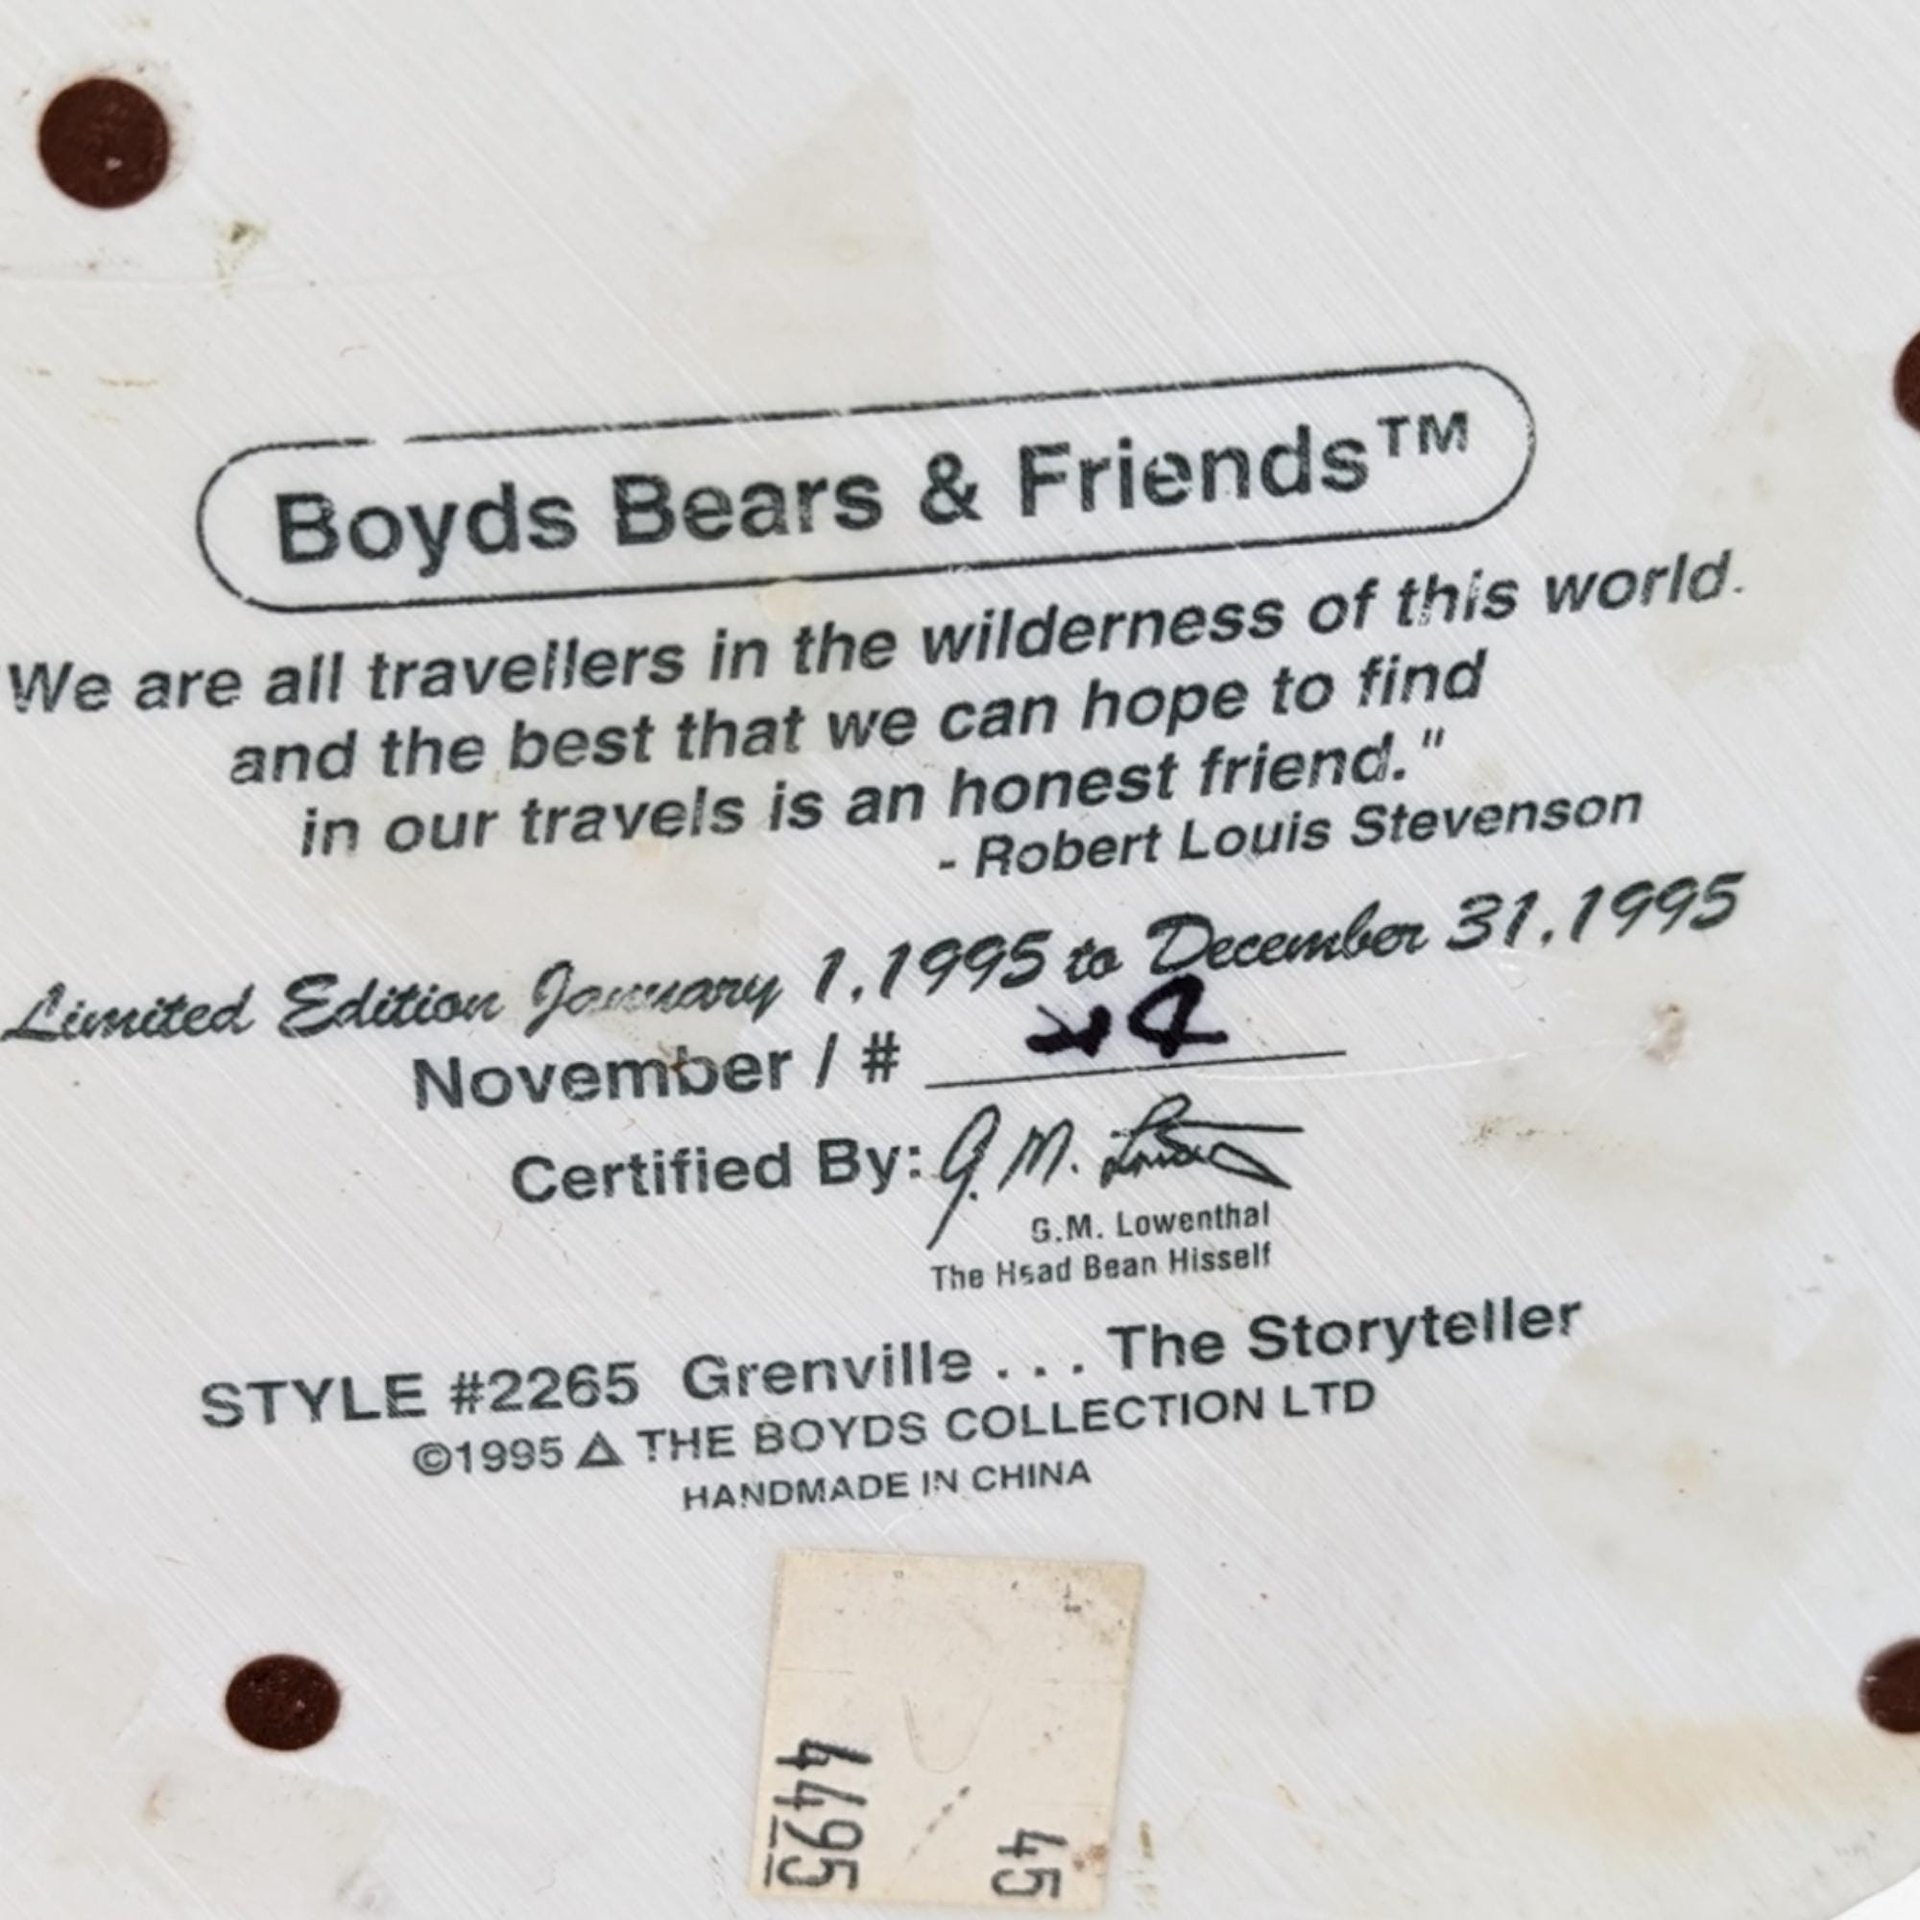 Boyds Bears & Friends™
We are all travellers in the wilderness of this world.
and the best that we can hope to find
in our travels is an honest friend."
- Robert Louis Stevenson
Limited Edition January 1, 1995 to December 31, 1995
November / #
Certified By: G.M.
G.M. Lowenthal
The Head Bean Hisself
STYLE #2265 Grenville . . . The Storyteller
©1995 △ THE BOYDS COLLECTION LTD
HANDMADE IN CHINA
45
4495